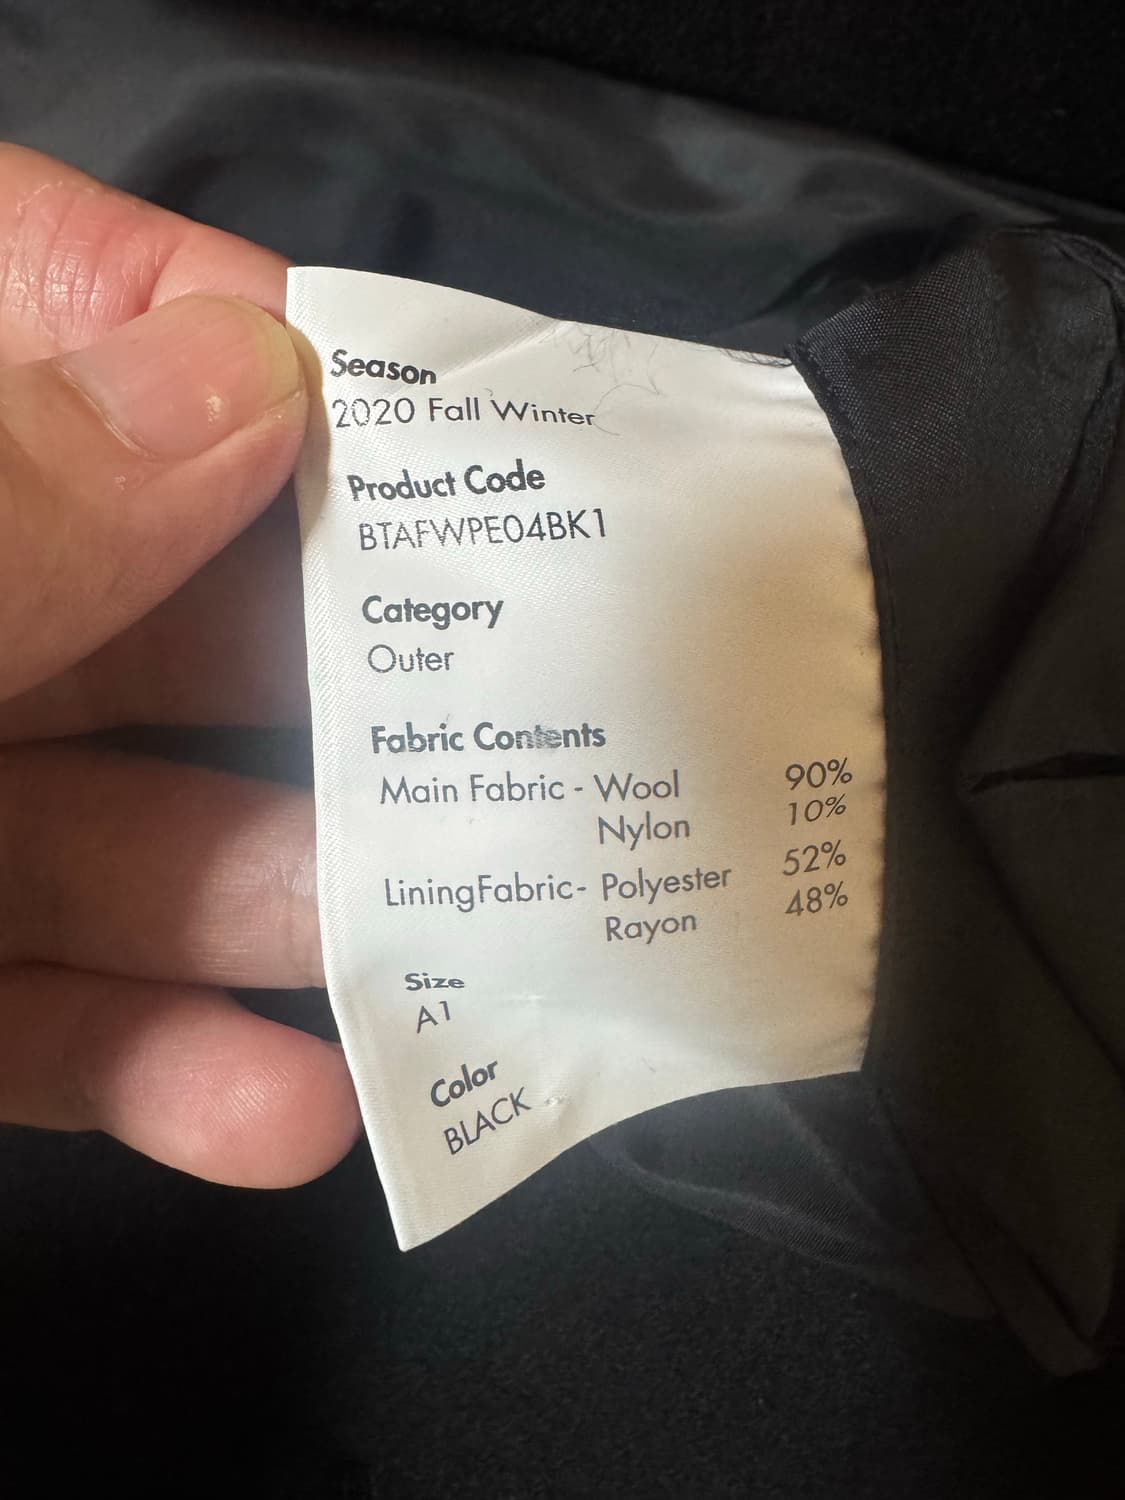 Season
2020 Fall Winter
Product Code
BTAFWPE04BK1
Category
Outer
Fabric Contents
Main Fabric - Wool 90%
Nylon 10%
LiningFabric- Polyester 52%
Rayon 48%
Size
A1
Color
BLACK